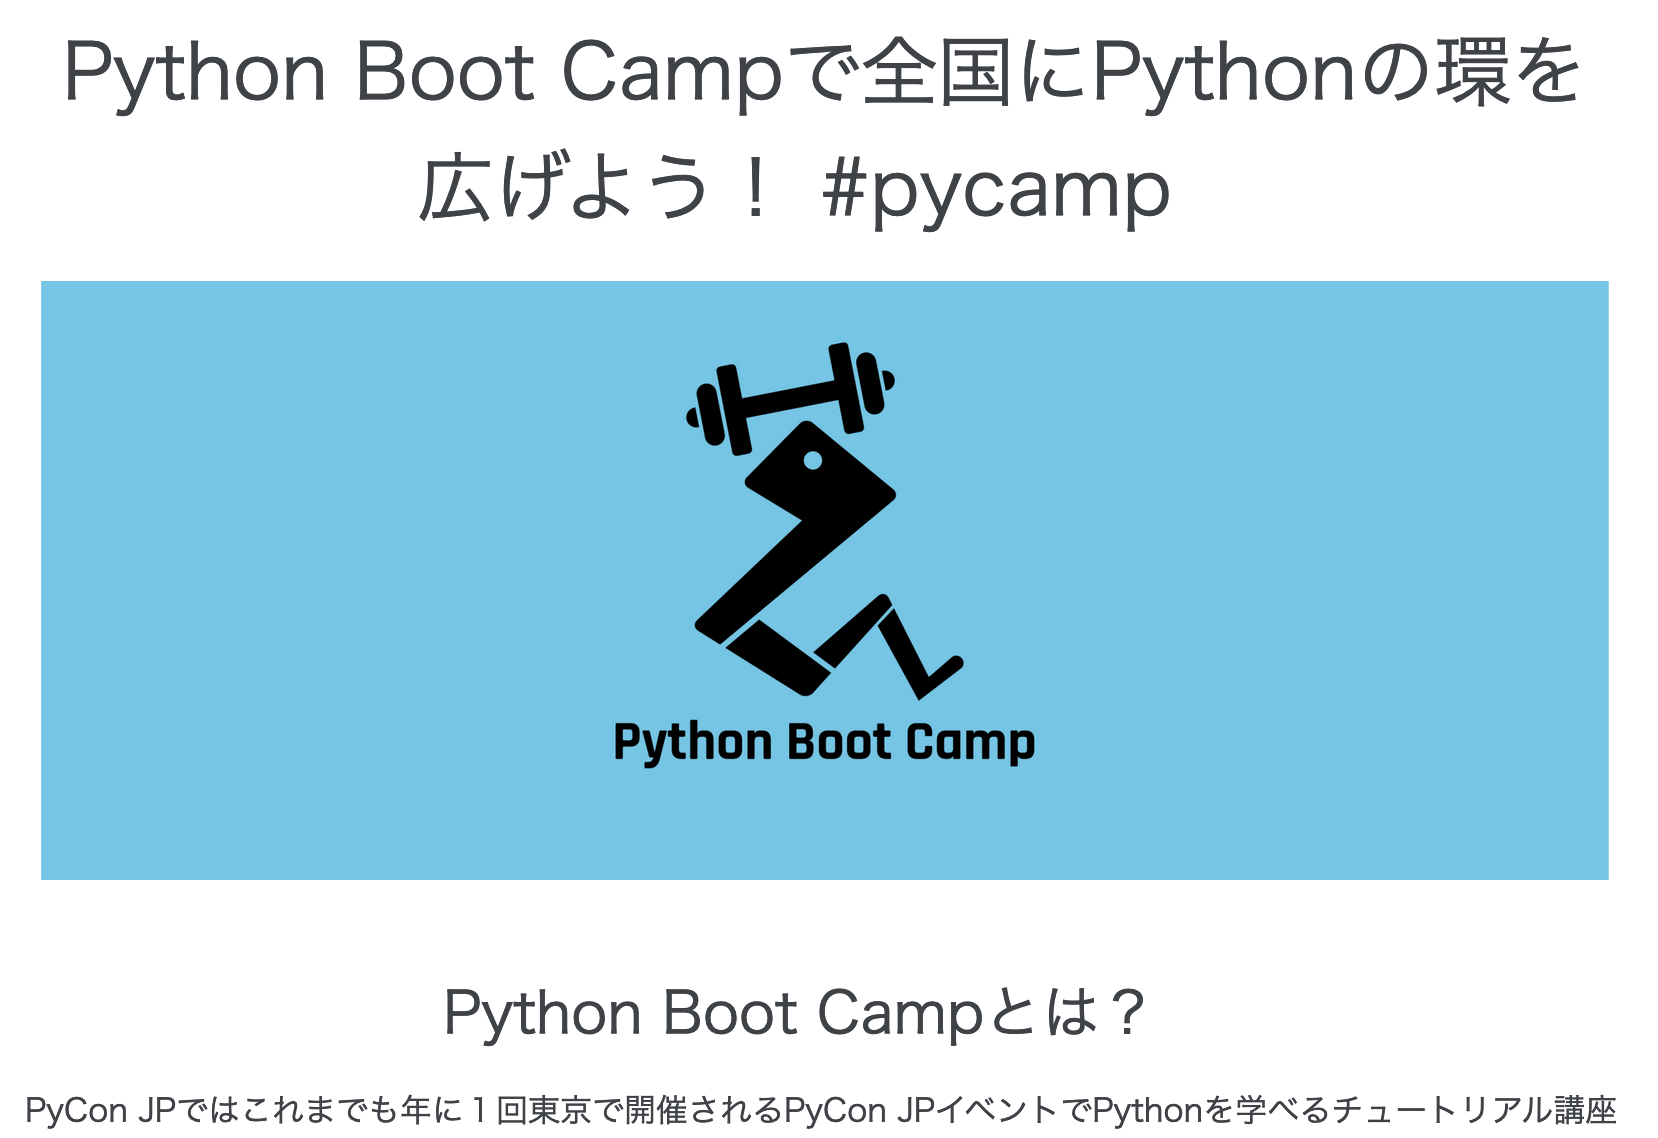 Python Boot Campで全国にPythonの環を
広げよう！ #pycamp
Python Boot Camp
Python Boot Campとは？
PyCon JPではこれまでも年に１回東京で開催されるPyCon JPイベントでPythonを学べるチュートリアル講座